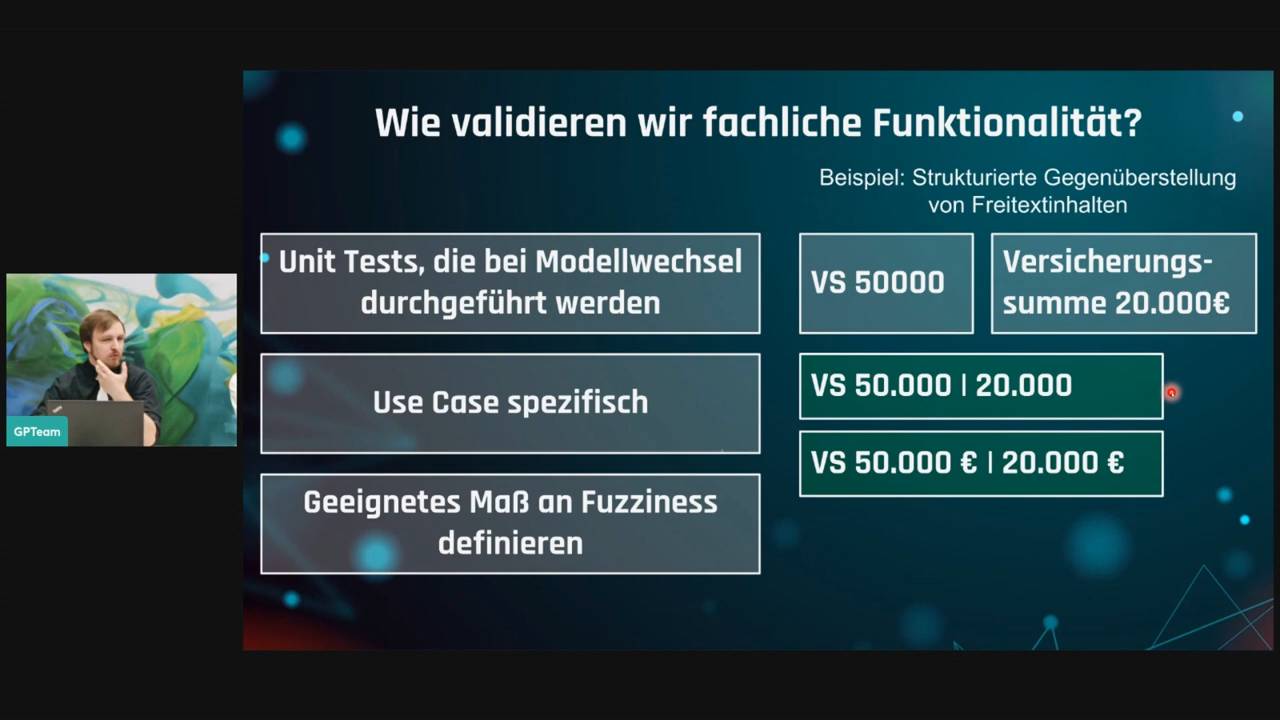 Wie validieren wir fachliche Funktionalität?
Beispiel: Strukturierte Gegenüberstellung
von Freitextinhalten
Unit Tests, die bei Modellwechsel
durchgeführt werden
VS 50000
Versicherungs-
summe 20.000€
Use Case spezifisch
VS 50.000 | 20.000
VS 50.000 € | 20.000 €
Geeignetes Maß an Fuzziness
definieren
GPTeam